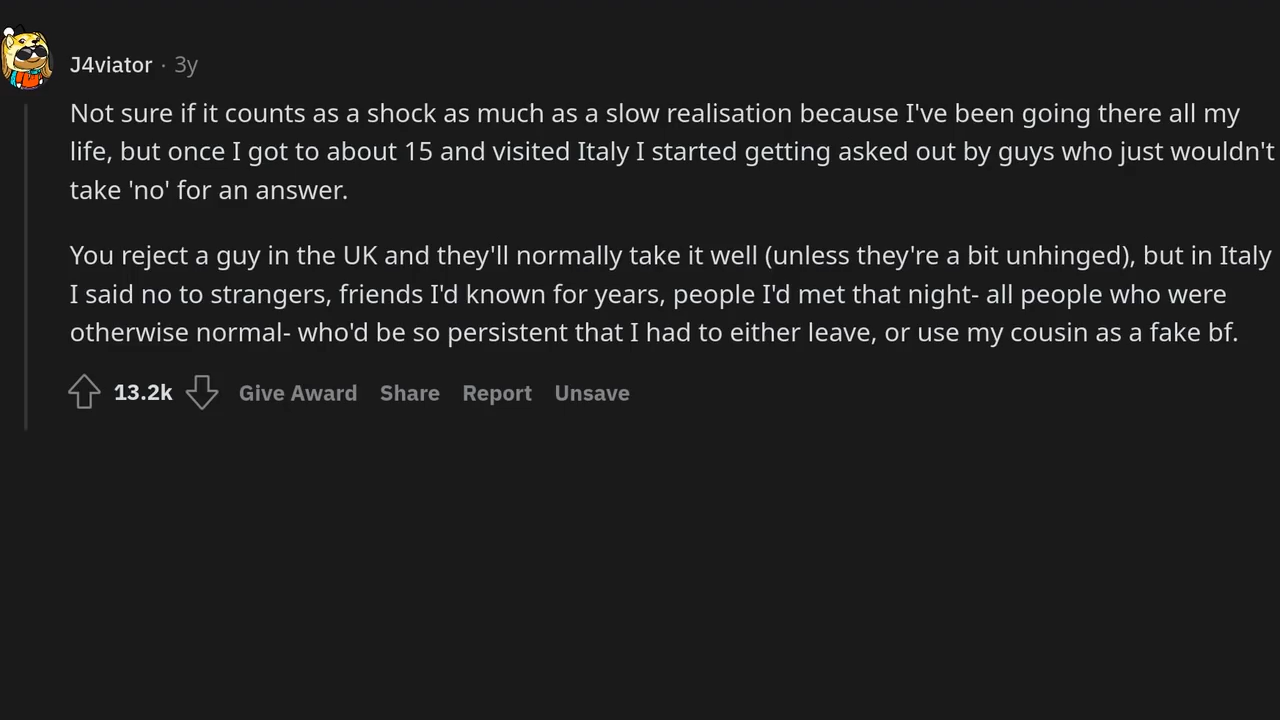 J4viator · 3y
Not sure if it counts as a shock as much as a slow realisation because I've been going there all my
life, but once I got to about 15 and visited Italy I started getting asked out by guys who just wouldn't
take 'no' for an answer.
You reject a guy in the UK and they'll normally take it well (unless they're a bit unhinged), but in Italy
I said no to strangers, friends I'd known for years, people I'd met that night- all people who were
otherwise normal- who'd be so persistent that I had to either leave, or use my cousin as a fake bf.
13.2k Give Award Share Report Unsave